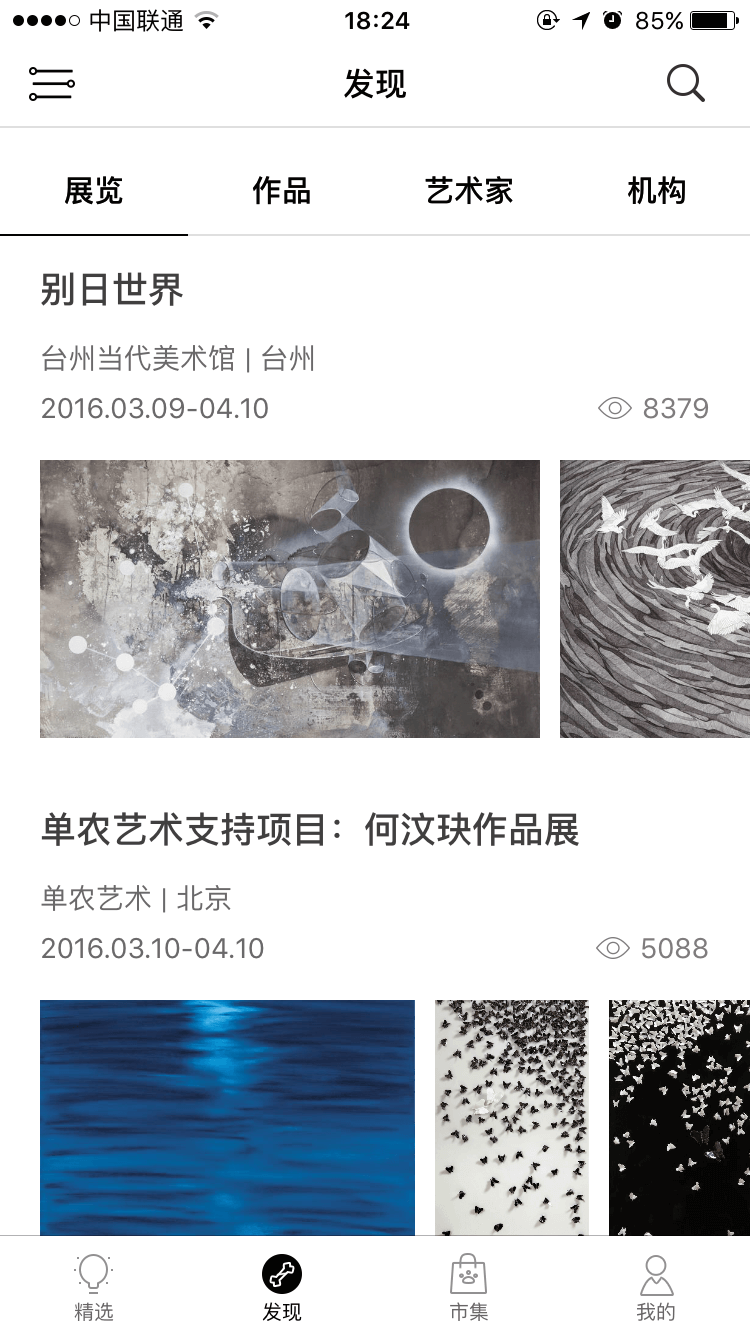 中国联通 18:24 85%
发现
展览 作品 艺术家 机构
别日世界
台州当代美术馆 | 台州
2016.03.09-04.10 8379
单农艺术支持项目：何汶玦作品展
单农艺术 | 北京
2016.03.10-04.10 5088
精选 发现 市集 我的